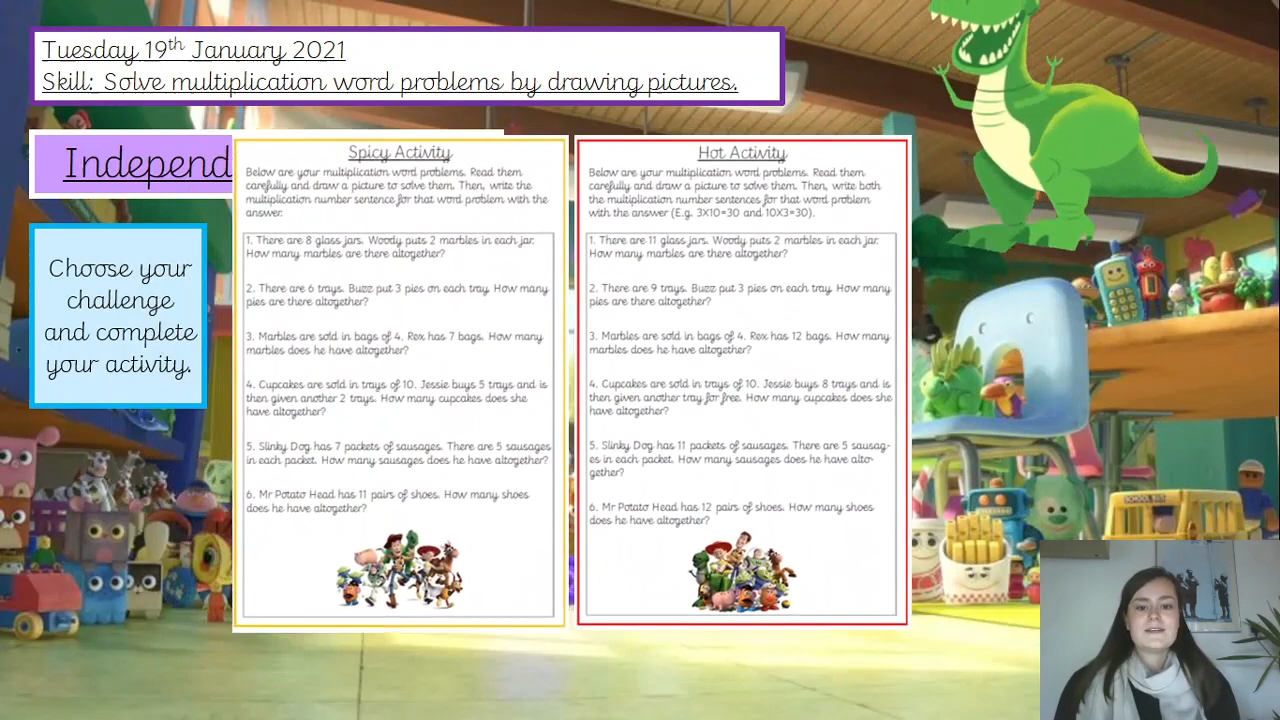 Tuesday 19th January 2021
Skill: Solve multiplication word problems by drawing pictures.
Independ
Choose your
challenge
and complete
your activity.
Spicy Activity
Below are your multiplication word problems. Read them
carefully and draw a picture to solve them. Then, write the
multiplication number sentence for that word problem with the
answer.
1. There are 8 glass jars. Woody puts 2 marbles in each jar.
How many marbles are there altogether?
2. There are 6 trays. Buzz put 3 pies on each tray. How many
pies are there altogether?
3. Marbles are sold in bags of 4. Rex has 7 bags. How many
marbles does he have altogether?
4. Cupcakes are sold in trays of 10. Jessie buys 5 trays and is
then given another 2 trays. How many cupcakes does she
have altogether?
5. Slinky Dog has 7 packets of sausages. There are 5 sausages
in each packet. How many sausages does he have altogether?
6. Mr Potato Head has 11 pairs of shoes. How many shoes
does he have altogether?
Hot Activity
Below are your multiplication word problems. Read them
carefully and draw a picture to solve them. Then, write both
the multiplication number sentences for that word problem
with the answer (E.g. 3X10=30 and 10X3=30).
1. There are 11 glass jars. Woody puts 2 marbles in each jar.
How many marbles are there altogether?
2. There are 9 trays. Buzz put 3 pies on each tray. How many
pies are there altogether?
3. Marbles are sold in bags of 4. Rex has 12 bags. How many
marbles does he have altogether?
4. Cupcakes are sold in trays of 10. Jessie buys 8 trays and is
then given another tray for free. How many cupcakes does she
have altogether?
5. Slinky Dog has 11 packets of sausages. There are 5 sausag-
es in each packet. How many sausages does he have alto-
gether?
6. Mr Potato Head has 12 pairs of shoes. How many shoes
does he have altogether?
SCHOOL BUS